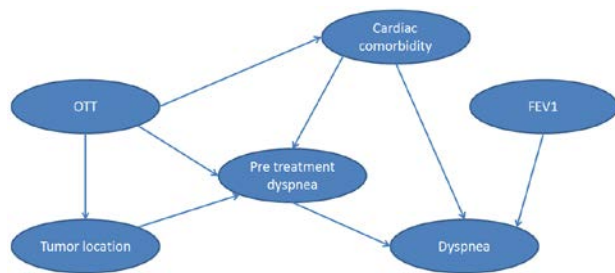 Cardiac
comorbidity
OTT
FEV1
Pre treatment
dyspnea
Tumor location
Dyspnea